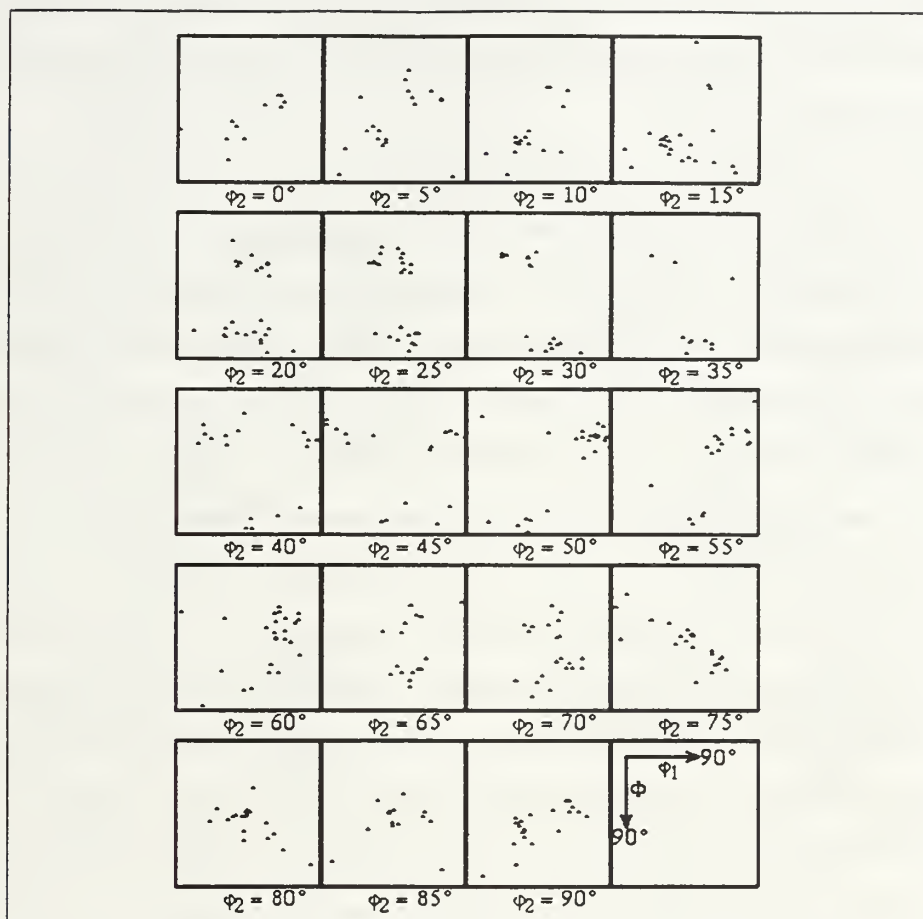 φ₂ = 0° φ₂ = 5° φ₂ = 10° φ₂ = 15°
φ₂ = 20° φ₂ = 25° φ₂ = 30° φ₂ = 35°
φ₂ = 40° φ₂ = 45° φ₂ = 50° φ₂ = 55°
φ₂ = 60° φ₂ = 65° φ₂ = 70° φ₂ = 75°
90°
φ₁
Φ
90°
φ₂ = 80° φ₂ = 85° φ₂ = 90°